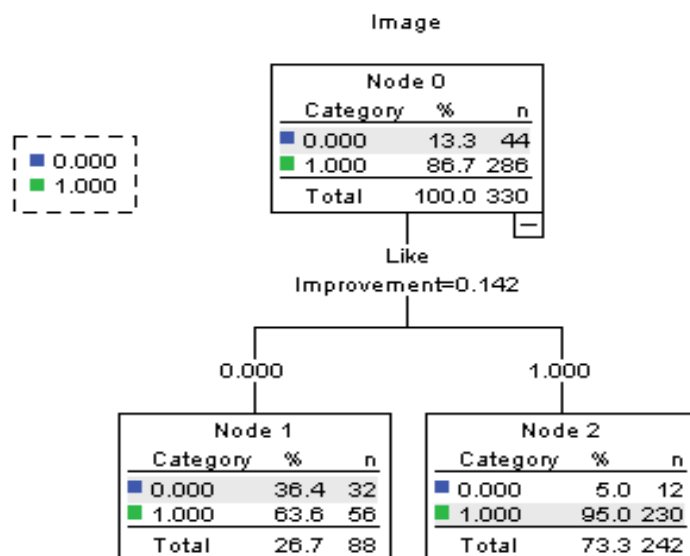 Image
Node 0
Category % n
0.000 13.3 44
1.000 86.7 286
Total 100.0 330
0.000
1.000
Like
Improvement=0.142
0.000
1.000
Node 1
Category % n
0.000 36.4 32
1.000 63.6 56
Total 26.7 88
Node 2
Category % n
0.000 5.0 12
1.000 95.0 230
Total 73.3 242